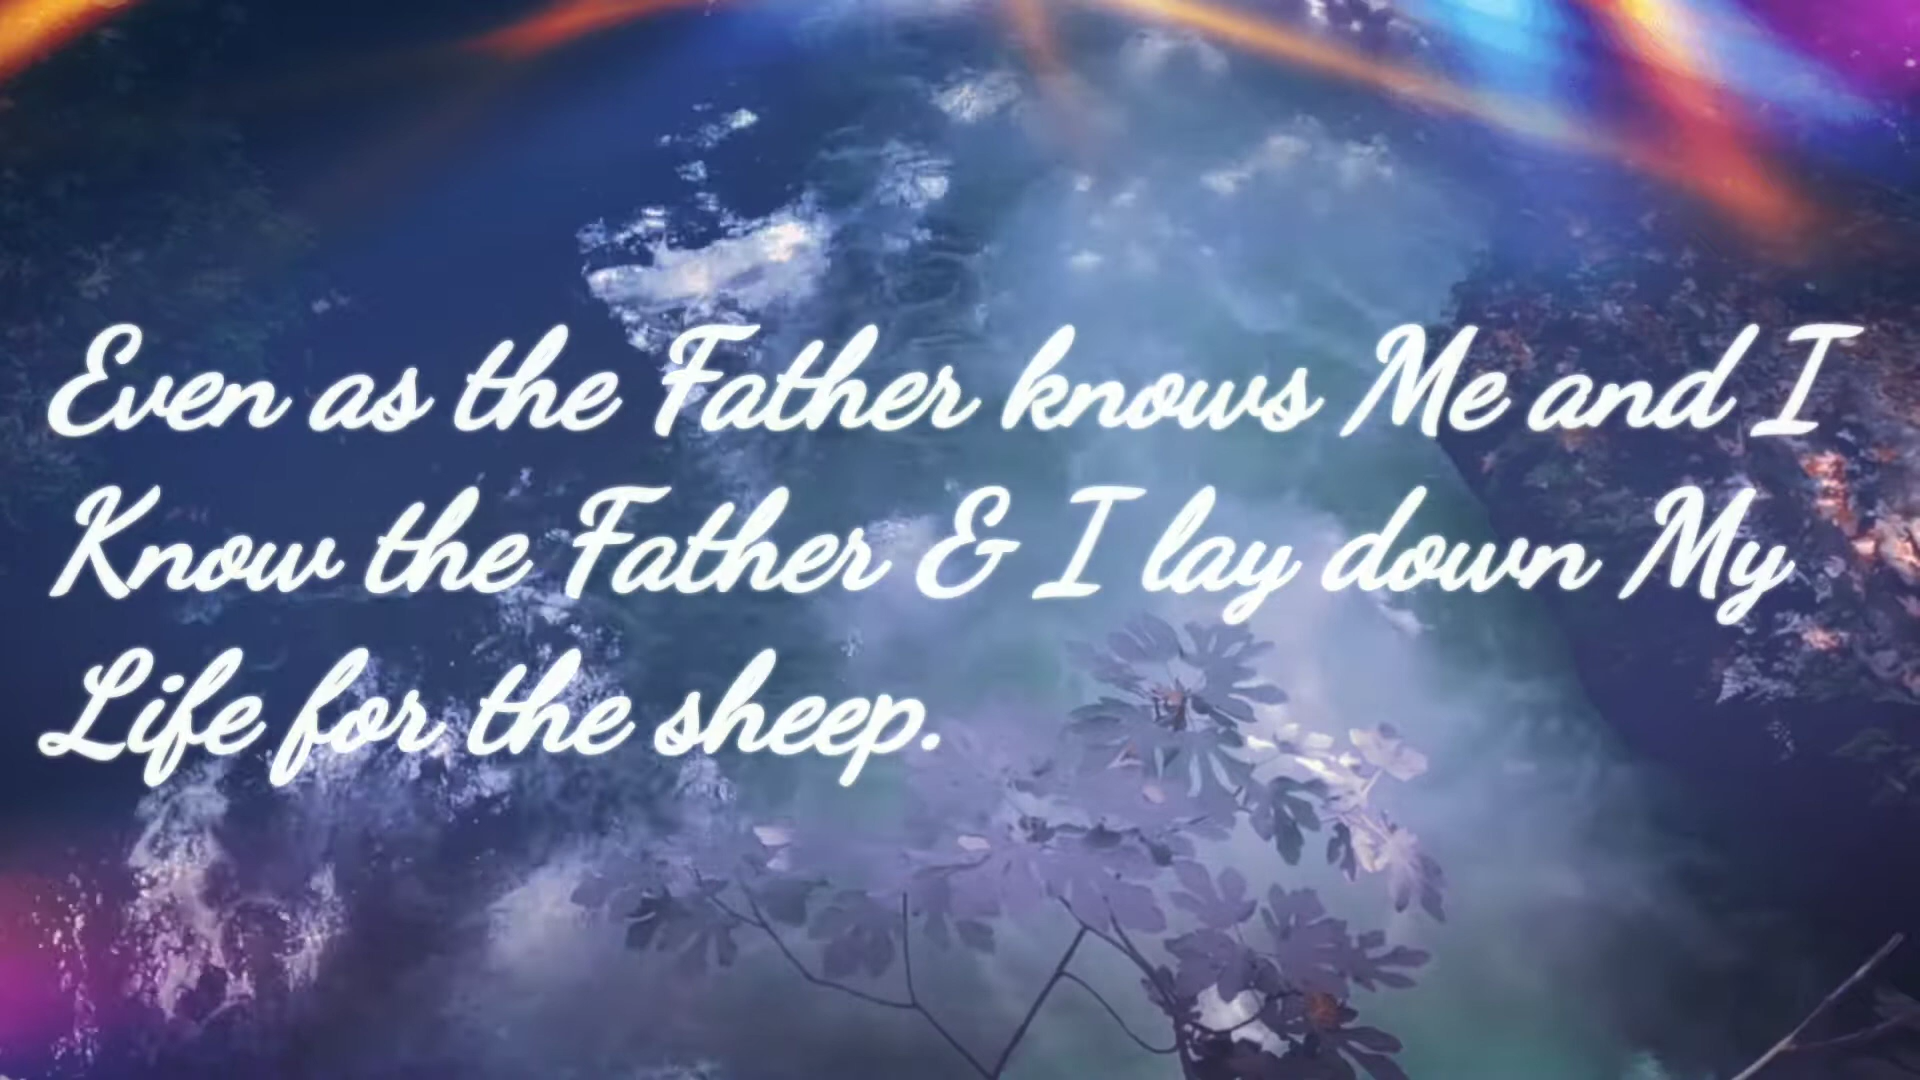 Even as the Father knows Me and I
Know the Father & I lay down My
Life for the sheep.